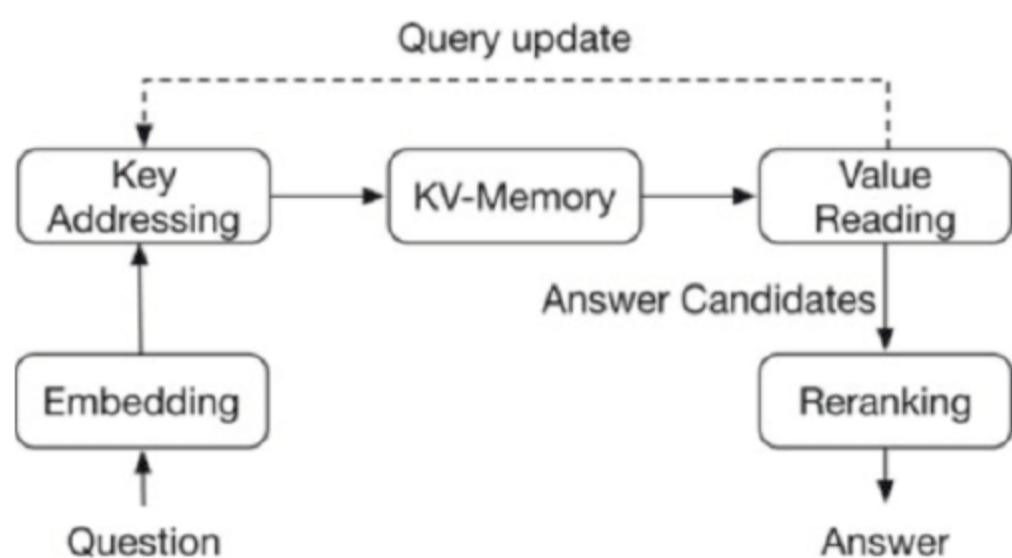 Query update
Key
Addressing
KV-Memory
Value
Reading
Answer Candidates
Embedding
Reranking
Question
Answer